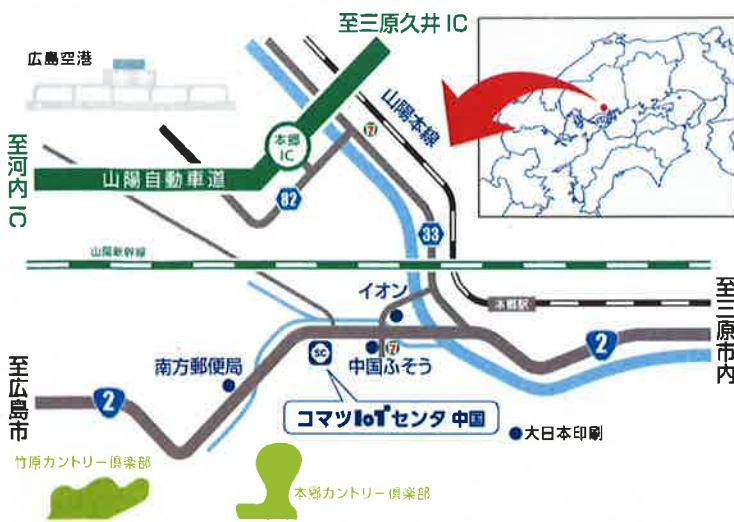 至三原久井IC
広島空港
山陽本線
7
本郷
IC
至河内IC
山陽自動車道
82
33
山陽新幹線
イオン
本郷駅
至三原市内
2
SC
7
南方郵便局
中国ふそう
至広島市
2
コマツIoTセンタ 中国
大日本印刷
竹原カントリー倶楽部
本郷カントリー倶楽部